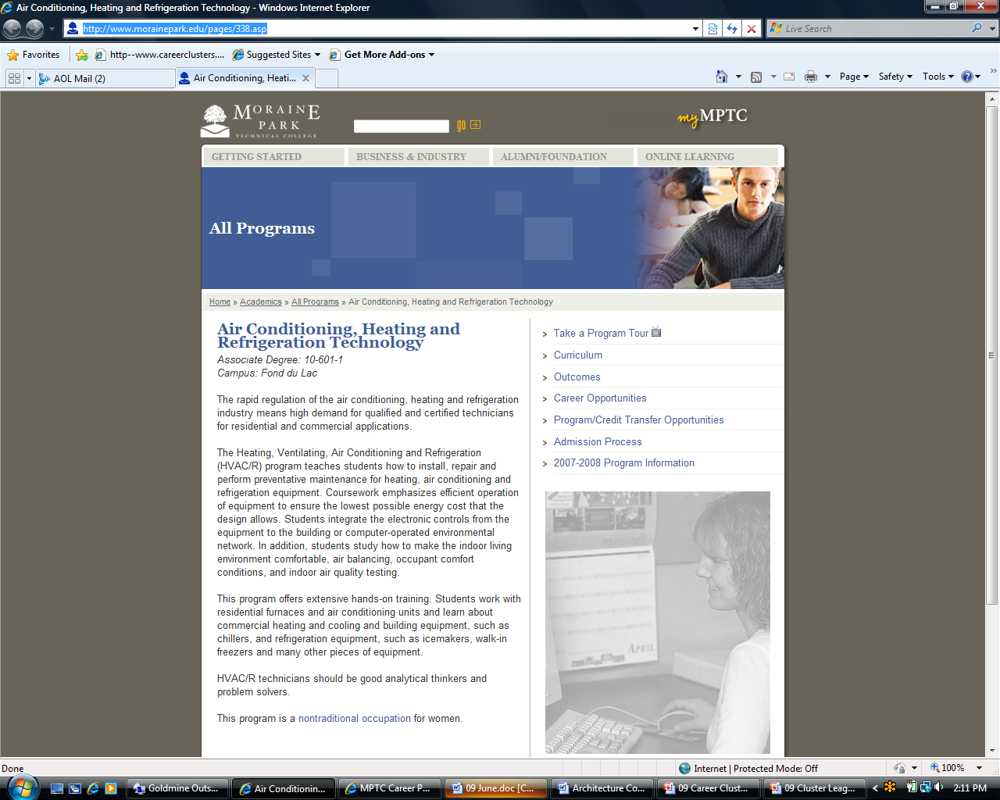 Air Conditioning, Heating and Refrigeration Technology - Windows Internet Explorer
http://www.morainepark.edu/pages/338.asp
Live Search
Favorites
http--www.careerclusters....
Suggested Sites
Get More Add-ons
AOL Mail (2)
Air Conditioning, Heati...
Page
Safety
Tools
MORAINE
PARK
TECHNICAL COLLEGE
go
myMPTC
GETTING STARTED
BUSINESS & INDUSTRY
ALUMNI/FOUNDATION
ONLINE LEARNING
All Programs
Home » Academics » All Programs » Air Conditioning, Heating and Refrigeration Technology
Air Conditioning, Heating and
Refrigeration Technology
Associate Degree: 10-601-1
Campus: Fond du Lac
The rapid regulation of the air conditioning, heating and refrigeration
industry means high demand for qualified and certified technicians
for residential and commercial applications.
The Heating, Ventilating, Air Conditioning and Refrigeration
(HVAC/R) program teaches students how to install, repair and
perform preventative maintenance for heating, air conditioning and
refrigeration equipment. Coursework emphasizes efficient operation
of equipment to ensure the lowest possible energy cost that the
design allows. Students integrate the electronic controls from the
equipment to the building or computer-operated environmental
network. In addition, students study how to make the indoor living
environment comfortable, air balancing, occupant comfort
conditions, and indoor air quality testing.
This program offers extensive hands-on training. Students work with
residential furnaces and air conditioning units and learn about
commercial heating and cooling and building equipment, such as
chillers, and refrigeration equipment, such as icemakers, walk-in
freezers and many other pieces of equipment.
HVAC/R technicians should be good analytical thinkers and
problem solvers.
This program is a nontraditional occupation for women.
Take a Program Tour
Curriculum
Outcomes
Career Opportunities
Program/Credit Transfer Opportunities
Admission Process
2007-2008 Program Information
APRIL
Done
Internet | Protected Mode: Off
100%
Goldmine Outs...
Air Conditionin...
MPTC Career P...
09 June.doc [C...
Architecture Co...
09 Career Clust...
09 Cluster Leag...
2:11 PM